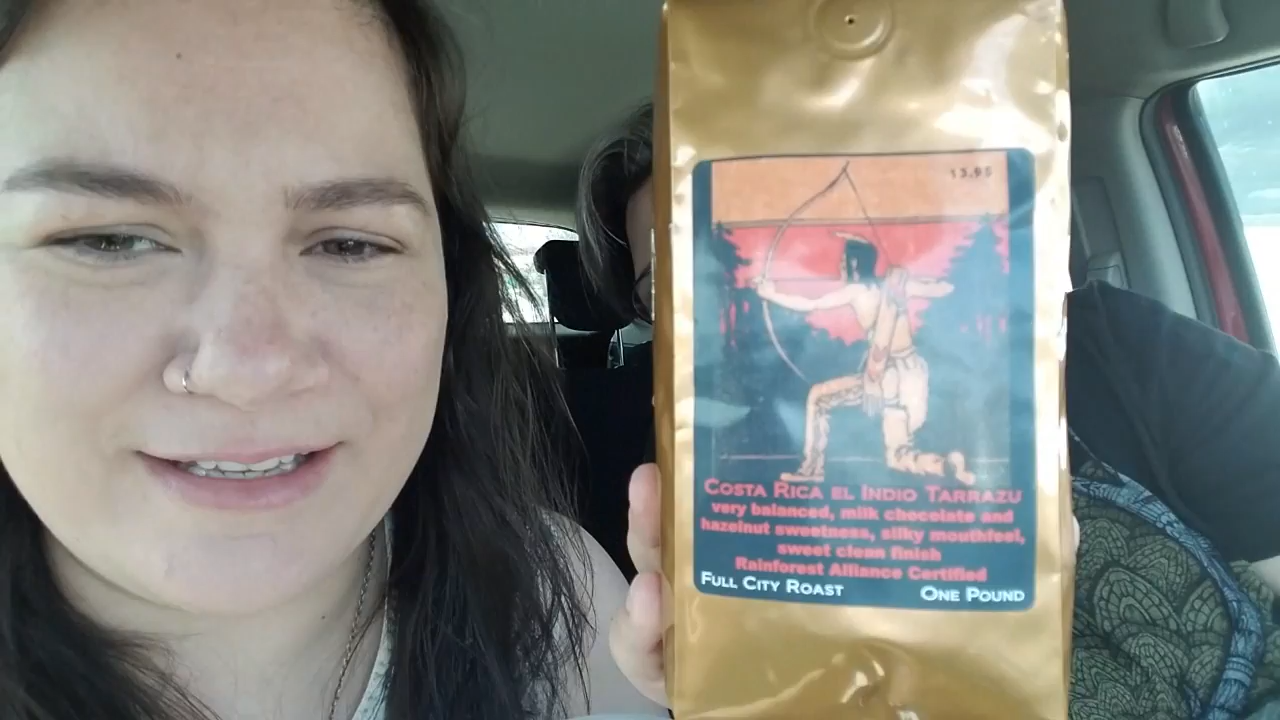 13.95
COSTA RICA EL INDIO TARRAZU
very balanced, milk chocolate and
hazelnut sweetness, silky mouthfeel,
sweet clean finish
Rainforest Alliance Certified
FULL CITY ROAST ONE POUND